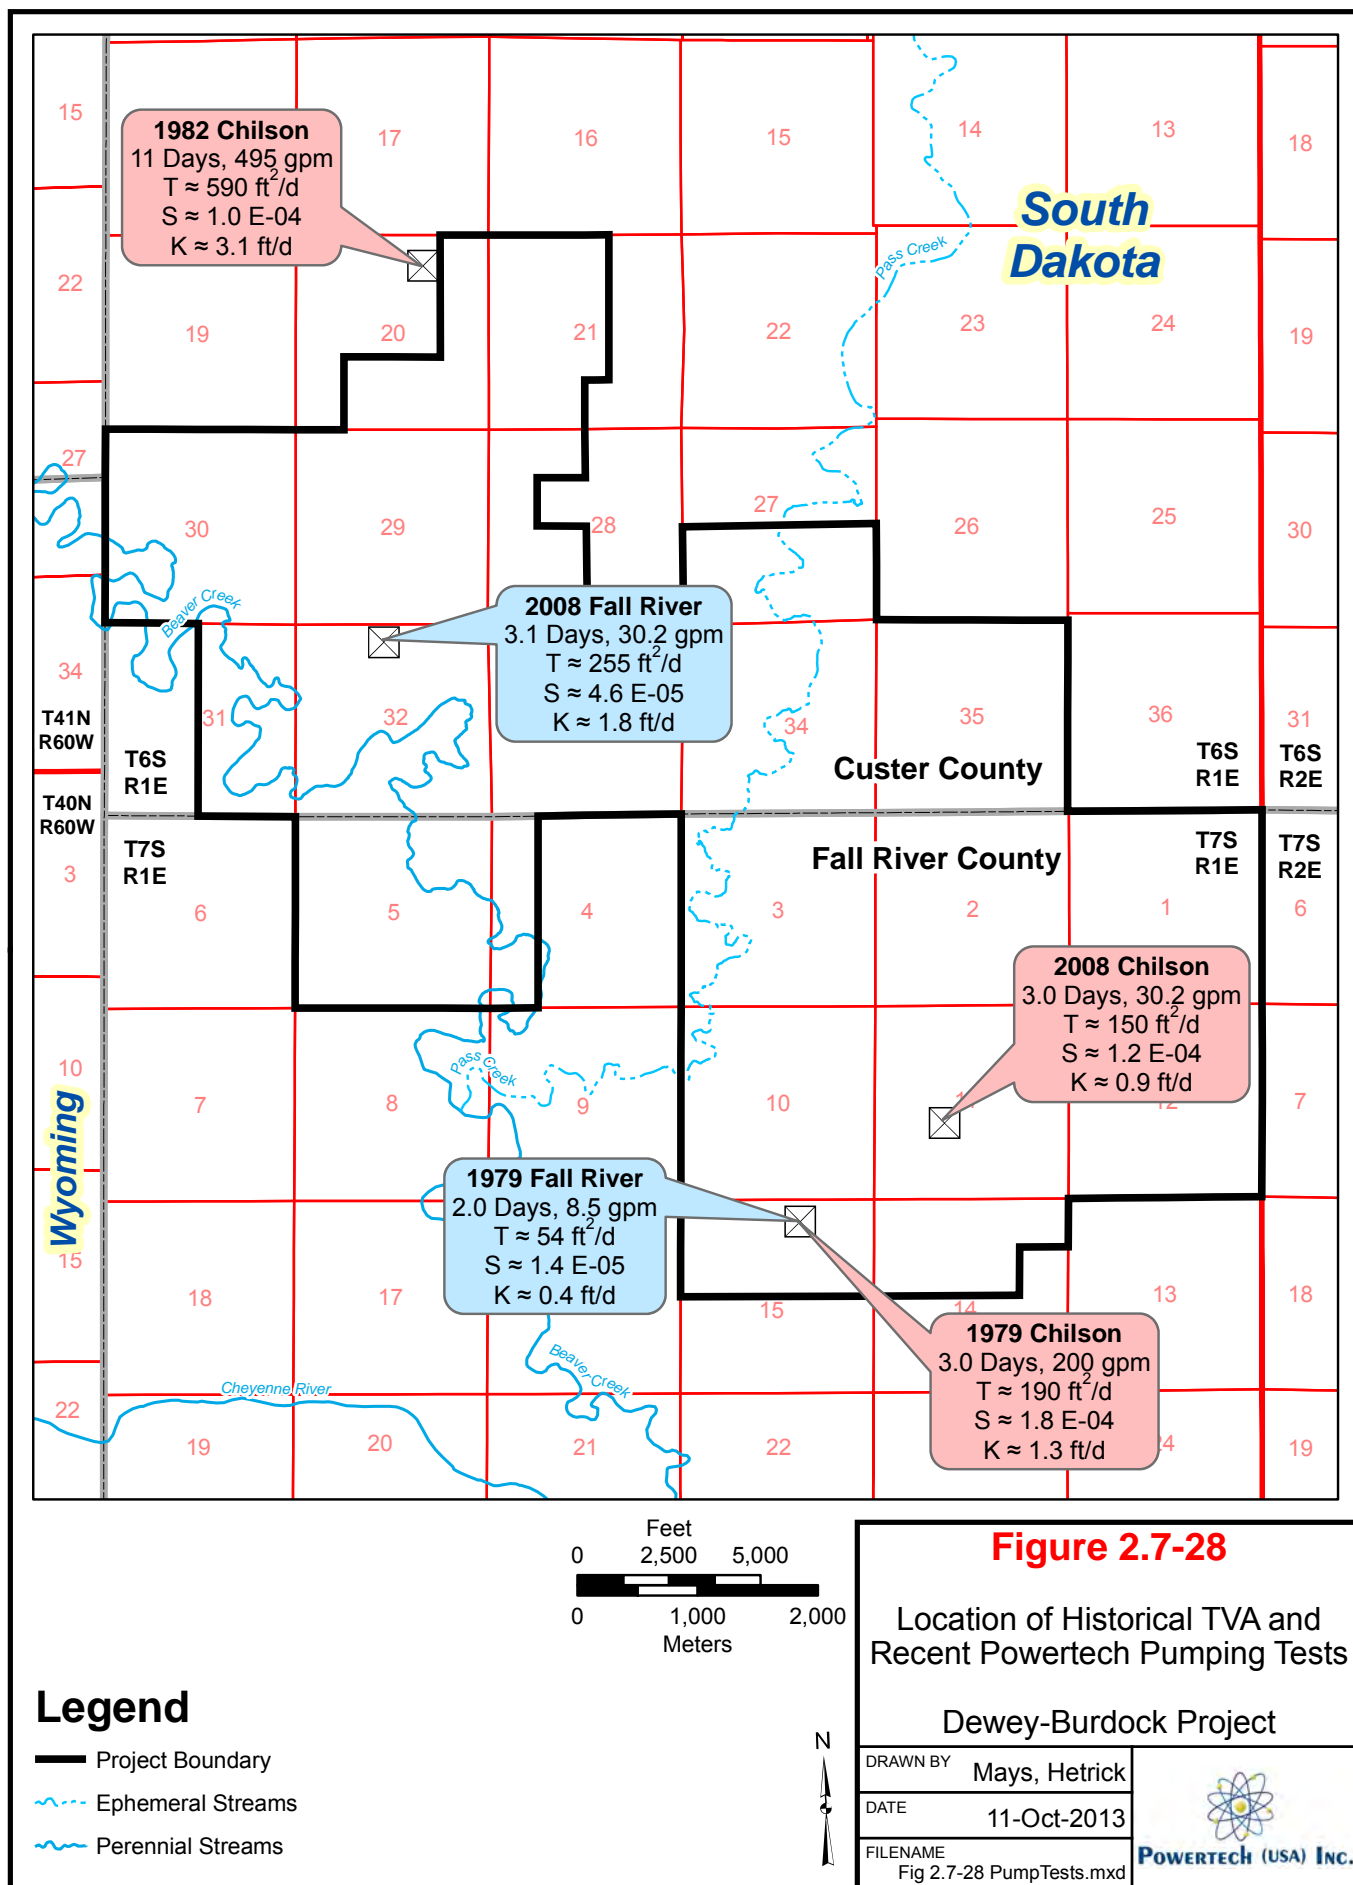 15
17
16
15
14
13
18
1982 Chilson
11 Days, 495 gpm
T ≈ 590 ft²/d
S ≈ 1.0 E-04
K ≈ 3.1 ft/d
South
Dakota
Pass Creek
22
19
20
21
22
23
24
19
27
30
29
28
27
26
25
30
Beaver Creek
2008 Fall River
3.1 Days, 30.2 gpm
T ≈ 255 ft²/d
S ≈ 4.6 E-05
K ≈ 1.8 ft/d
34
31
32
34
35
36
31
T41N
R60W
T6S
R1E
Custer County
T6S
R1E
T6S
R2E
T40N
R60W
T7S
R1E
Fall River County
T7S
R1E
T7S
R2E
3
6
5
4
3
2
1
6
2008 Chilson
3.0 Days, 30.2 gpm
T ≈ 150 ft²/d
S ≈ 1.2 E-04
K ≈ 0.9 ft/d
Pass Creek
10
7
8
9
10
12
7
Wyoming
1979 Fall River
2.0 Days, 8.5 gpm
T ≈ 54 ft²/d
S ≈ 1.4 E-05
K ≈ 0.4 ft/d
15
18
17
15
14
13
18
1979 Chilson
3.0 Days, 200 gpm
T ≈ 190 ft²/d
S ≈ 1.8 E-04
K ≈ 1.3 ft/d
Beaver Creek
Cheyenne River
22
19
20
21
22
24
19
Feet
0 2,500 5,000
0 1,000 2,000
Meters
Figure 2.7-28
Location of Historical TVA and
Recent Powertech Pumping Tests
Dewey-Burdock Project
Legend
Project Boundary
Ephemeral Streams
Perennial Streams
N
DRAWN BY Mays, Hetrick
DATE 11-Oct-2013
FILENAME
Fig 2.7-28 PumpTests.mxd
POWERTECH (USA) INC.